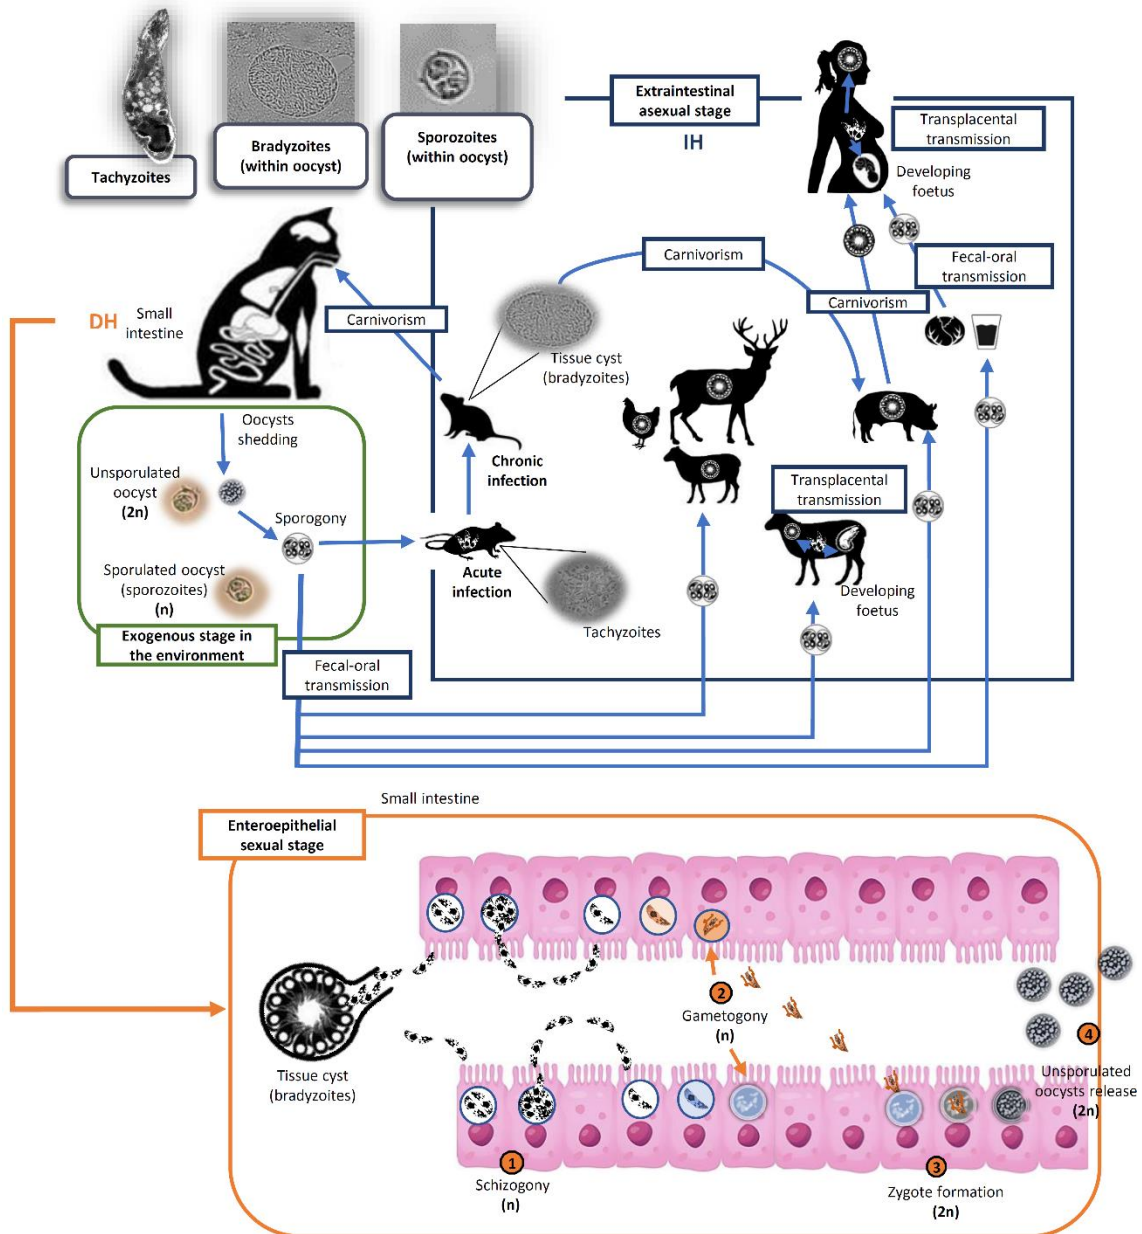 Tachyzoites
Bradyzoites
(within oocyst)
Sporozoites
(within oocyst)
Extraintestinal
asexual stage
IH
Transplacental
transmission
Developing
foetus
Carnivorism
Fecal-oral
transmission
Carnivorism
Carnivorism
DH
Small
intestine
Tissue cyst
(bradyzoites)
Oocysts
shedding
Chronic
infection
Unsporulated
oocyst
(2n)
Sporogony
Transplacental
transmission
Sporulated oocyst
(sporozoites)
(n)
Acute
infection
Developing
foetus
Tachyzoites
Exogenous stage in
the environment
Fecal-oral
transmission
Small intestine
Enteroepithelial
sexual stage
2
Gametogony
(n)
4
Unsporulated
oocysts release
(2n)
Tissue cyst
(bradyzoites)
1
Schizogony
(n)
3
Zygote formation
(2n)